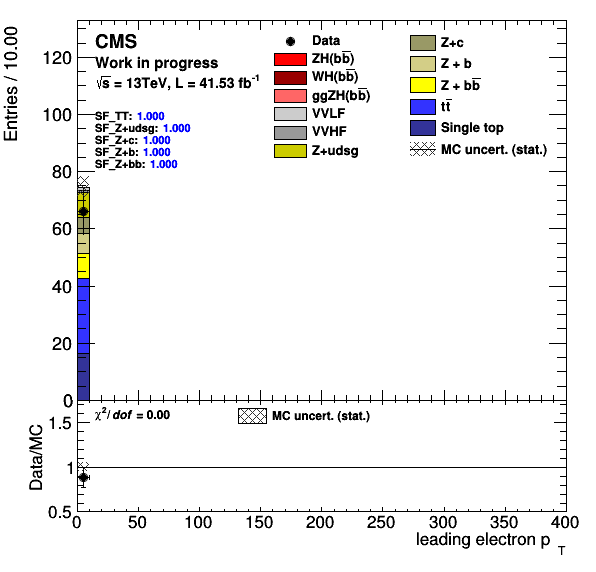 Entries / 10.00
120
100
80
60
40
20
0
CMS
Work in progress
√s = 13TeV, L = 41.53 fb⁻¹
SF_TT: 1.000
SF_Z+udsg: 1.000
SF_Z+c: 1.000
SF_Z+b: 1.000
SF_Z+bb: 1.000
Data
ZH(bb̅)
WH(bb̅)
ggZH(bb̅)
VVLF
VVHF
Z+udsg
Z+c
Z + b
Z + bb̅
tt̅
Single top
MC uncert. (stat.)
Data/MC
1.5
1
0.5
χ²/dof = 0.00
MC uncert. (stat.)
0 50 100 150 200 250 300 350 400
leading electron p_T